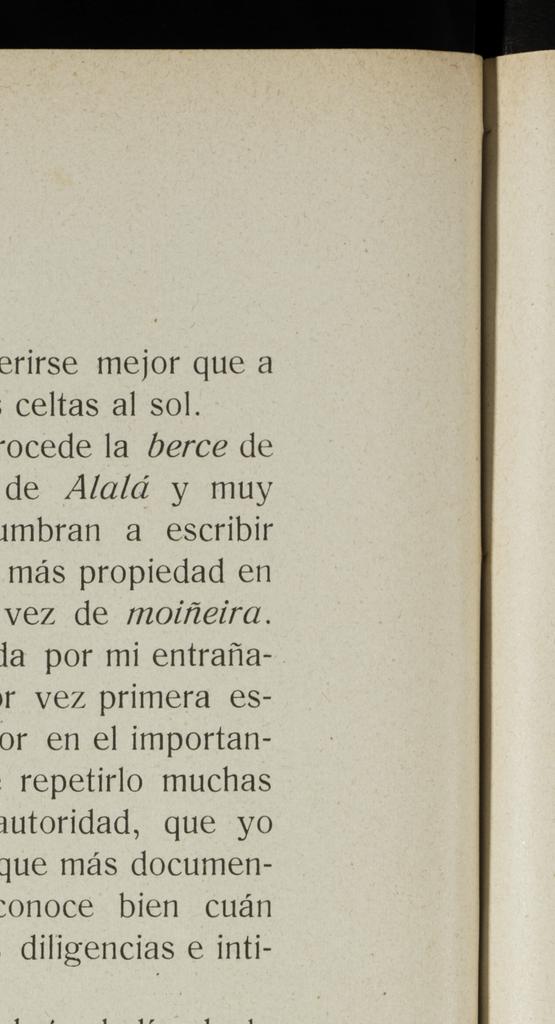 erirse mejor que a
celtas al sol.
rocede la berce de
de Alalá y muy
umbran a escribir
más propiedad en
vez de moiñeira.
da por mi entraña-
or vez primera es-
or en el importan-
repetirlo muchas
autoridad, que yo
que más documen-
conoce bien cuán
diligencias e inti-